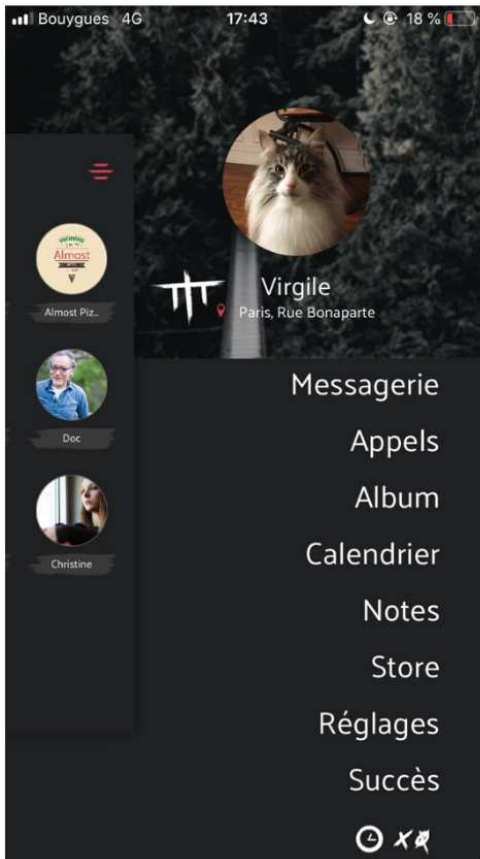 Bouygues 4G 17:43 18 %
Virgile
Paris, Rue Bonaparte
Almost
Almost Piz...
Doc
Christine
Messagerie
Appels
Album
Calendrier
Notes
Store
Réglages
Succès